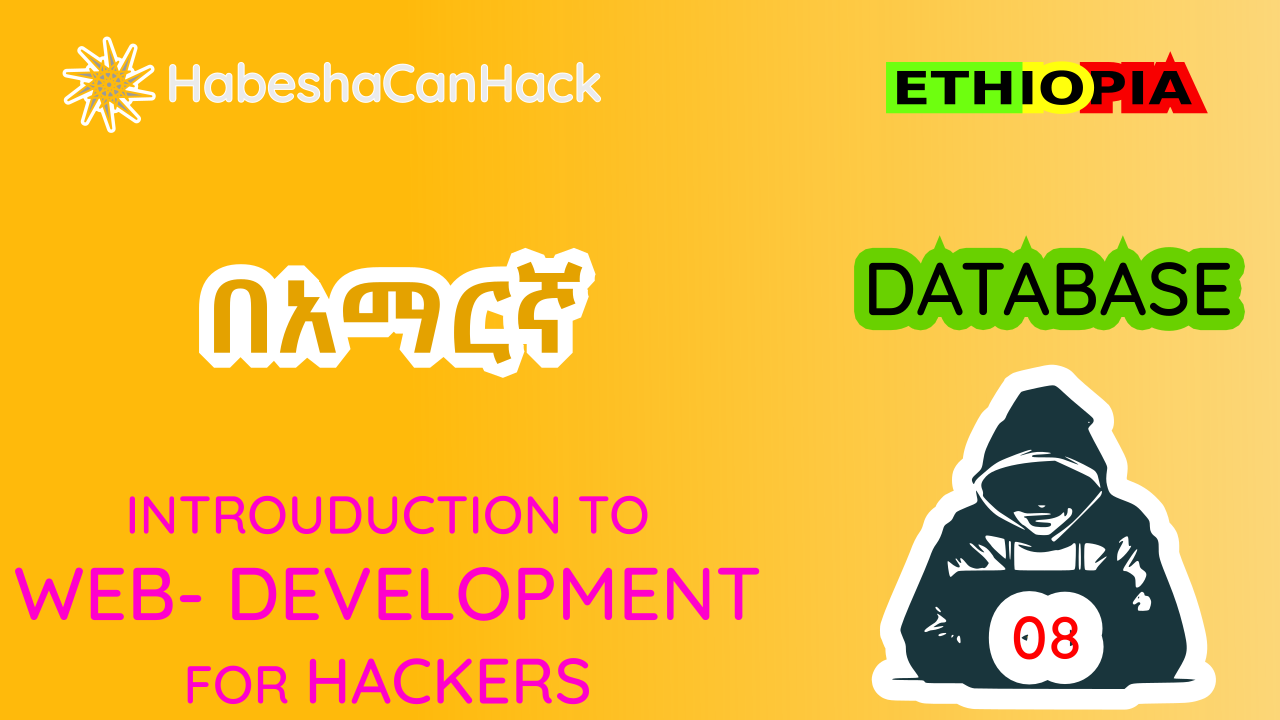 HabeshaCanHack
ETHIOPIA
በአማርኛ
DATABASE
INTROUDUCTION TO
WEB- DEVELOPMENT
FOR HACKERS
08